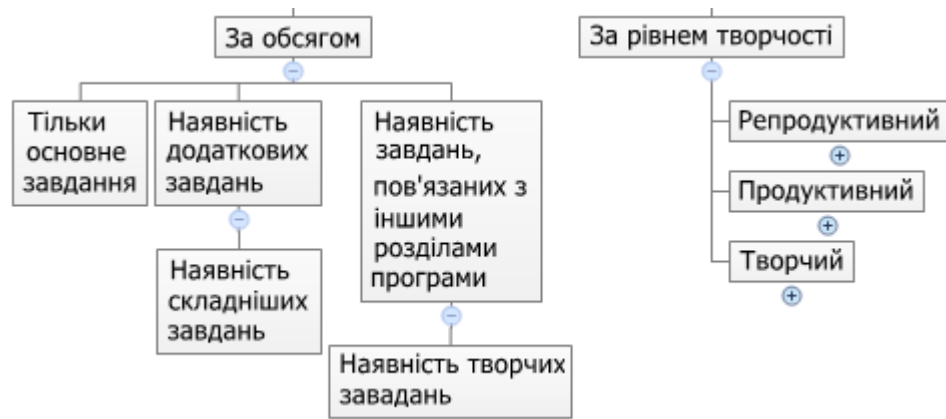 За обсягом
Тільки
основне
завдання
Наявність
додаткових
завдань
Наявність
складніших
завдань
Наявність
завдань,
пов'язаних з
іншими
розділами
програми
Наявність творчих
завадань
За рівнем творчості
Репродуктивний
Продуктивний
Творчий